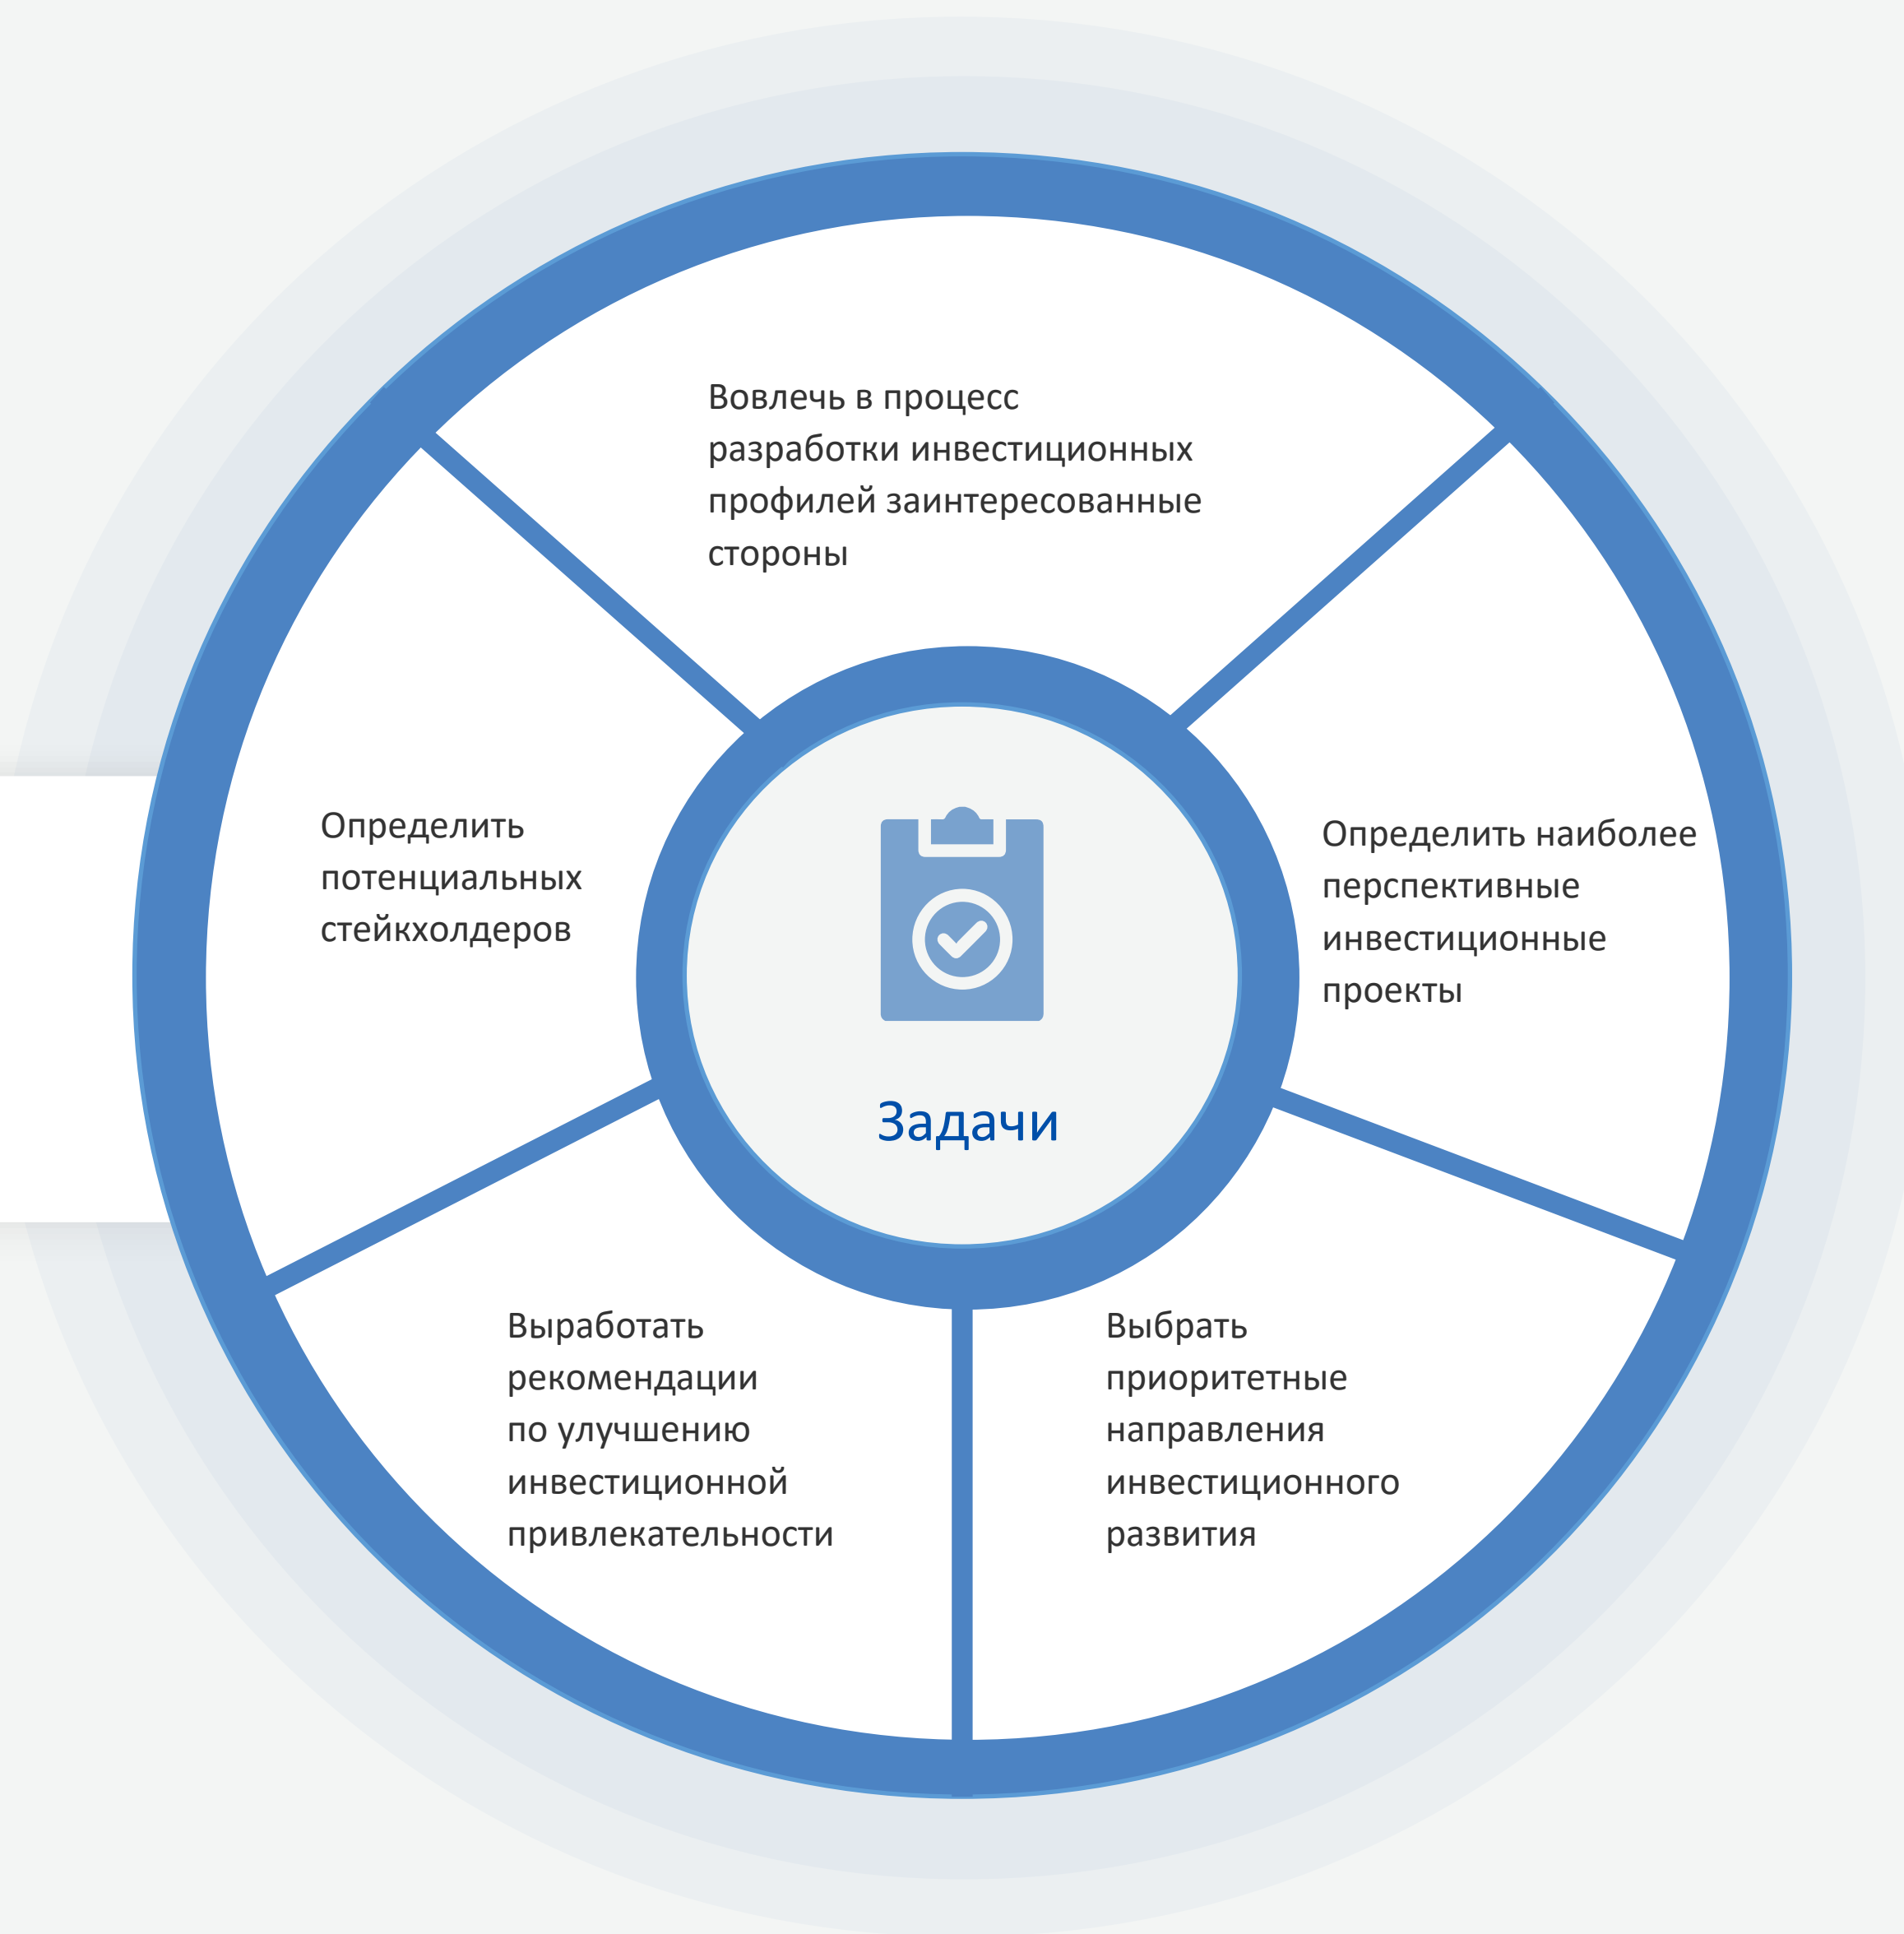 Вовлечь в процесс
разработки инвестиционных
профилей заинтересованные
стороны
Определить
потенциальных
стейкхолдеров
Определить наиболее
перспективные
инвестиционные
проекты
Задачи
Выработать
рекомендации
по улучшению
инвестиционной
привлекательности
Выбрать
приоритетные
направления
инвестиционного
развития